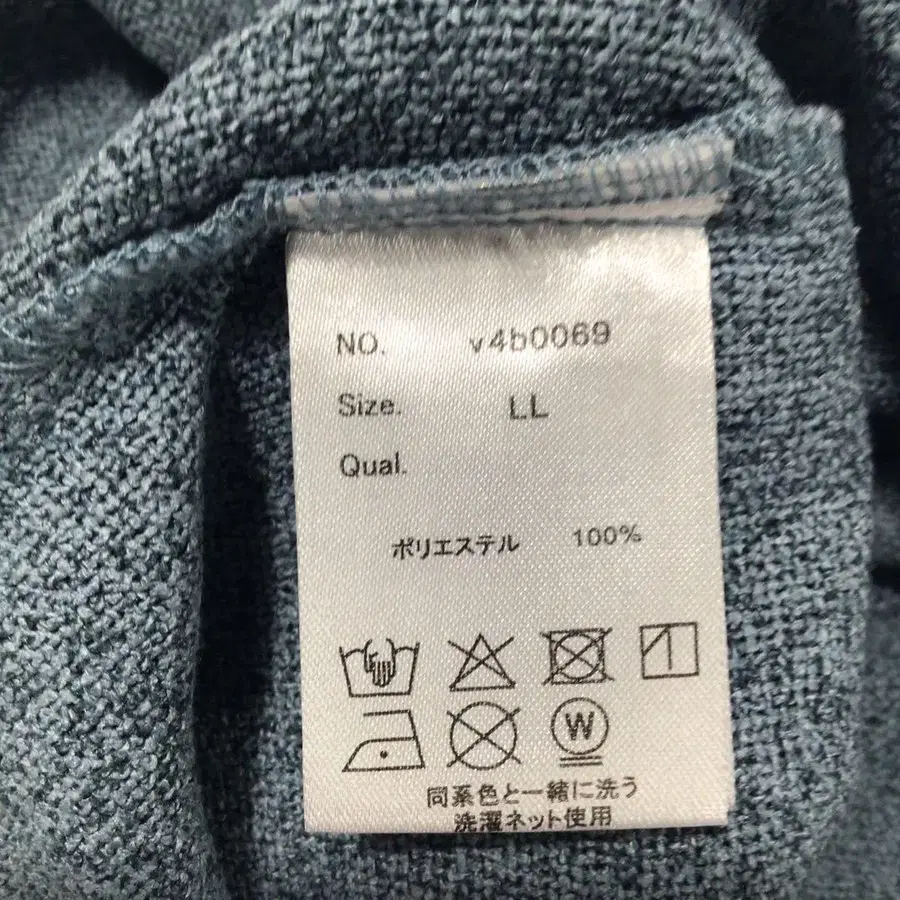 NO. v4b0069
Size. LL
Qual.
ポリエステル 100%
W
同系色と一緒に洗う
洗濯ネット使用